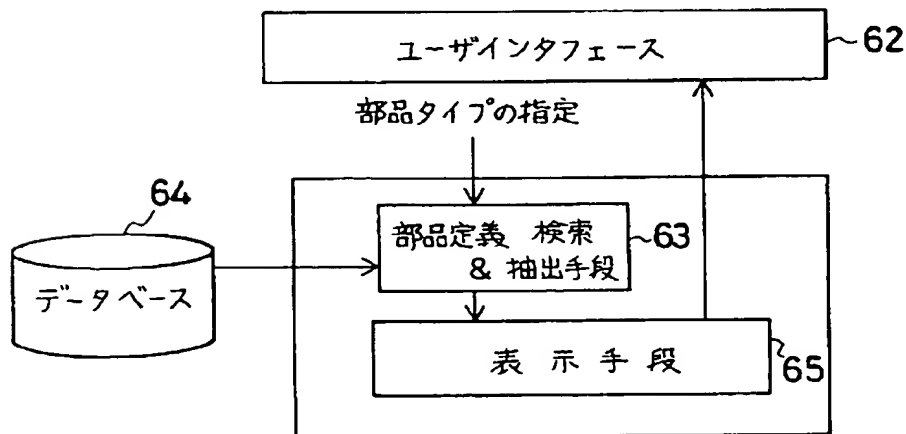 ユーザインタフェース
62
部品タイプの指定
64
部品定義 検索
& 抽出手段
63
データベース
表示手段
65